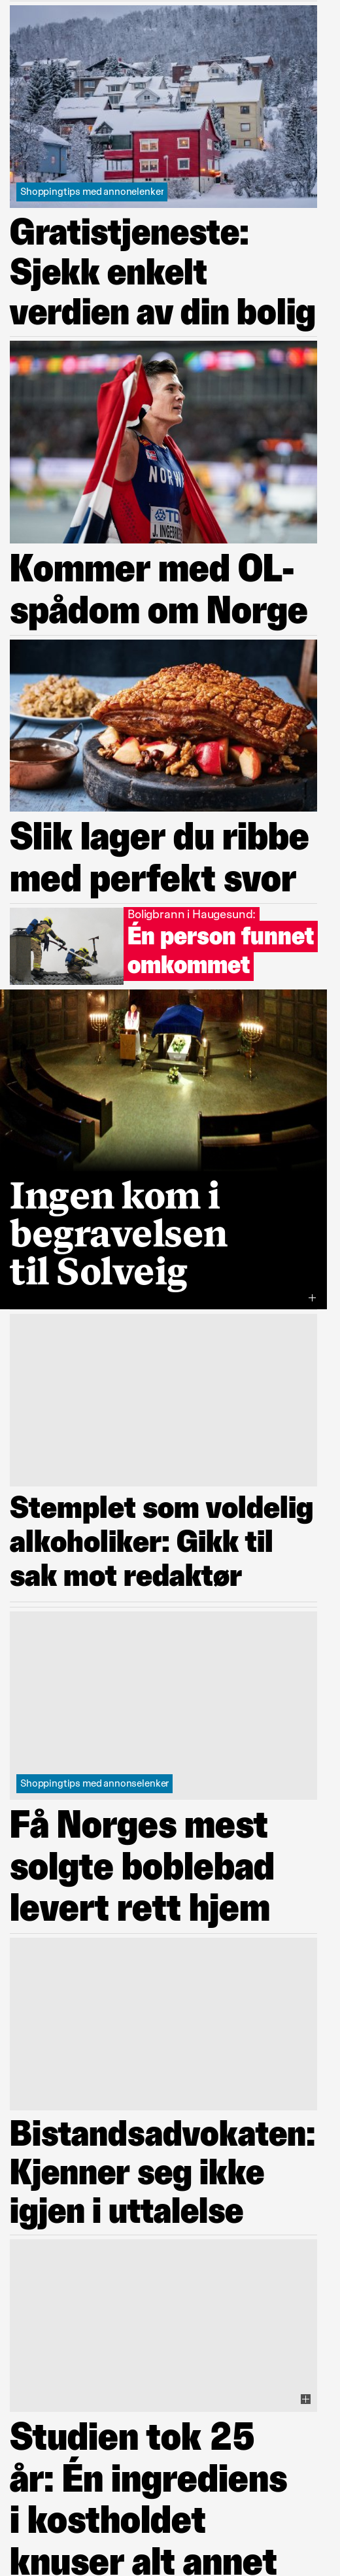 Shoppingtips med annonelenker
Gratistjeneste:
Sjekk enkelt
verdien av din bolig
NOR
TDK
J. INGEBRIGT
Kommer med OL-
spådom om Norge
Slik lager du ribbe
med perfekt svor
Boligbrann i Haugesund:
Én person funnet
omkommet
Ingen kom i
begravelsen
til Solveig
Stemplet som voldelig
alkoholiker: Gikk til
sak mot redaktør
Shoppingtips med annonselenker
Få Norges mest
solgte boblebad
levert rett hjem
Bistandsadvokaten:
Kjenner seg ikke
igjen i uttalelse
Studien tok 25
år: Én ingrediens
i kostholdet
knuser alt annet